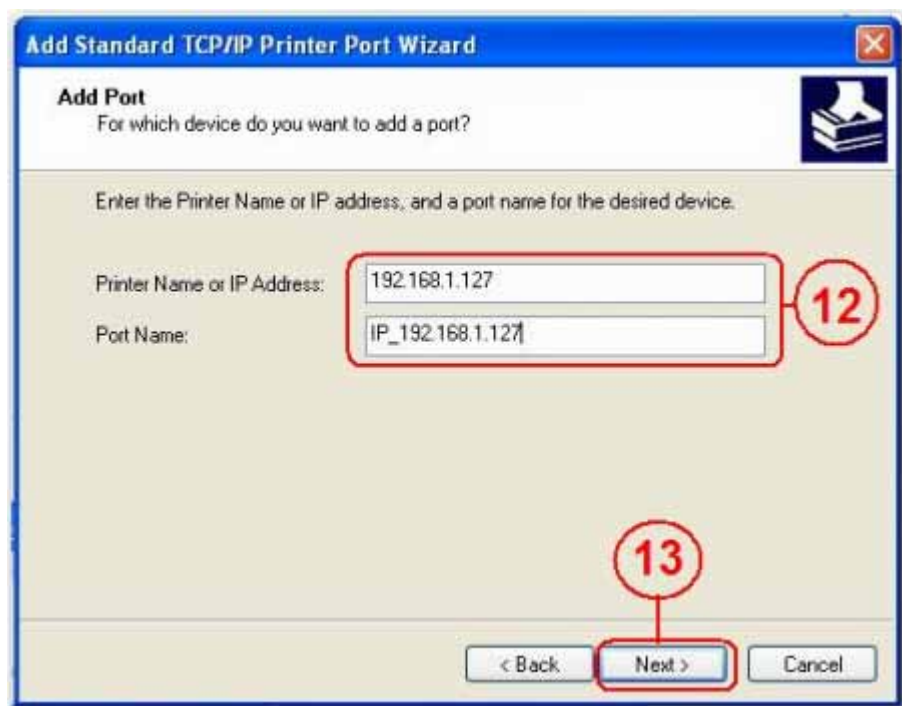 Add Standard TCP/IP Printer Port Wizard
Add Port
For which device do you want to add a port?
Enter the Printer Name or IP address, and a port name for the desired device.
Printer Name or IP Address: 192.168.1.127
Port Name: IP_192.168.1.127
12
13
< Back Next > Cancel